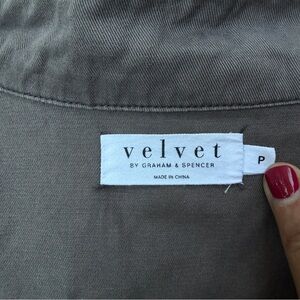 velvet
BY GRAHAM & SPENCER
MADE IN CHINA
P